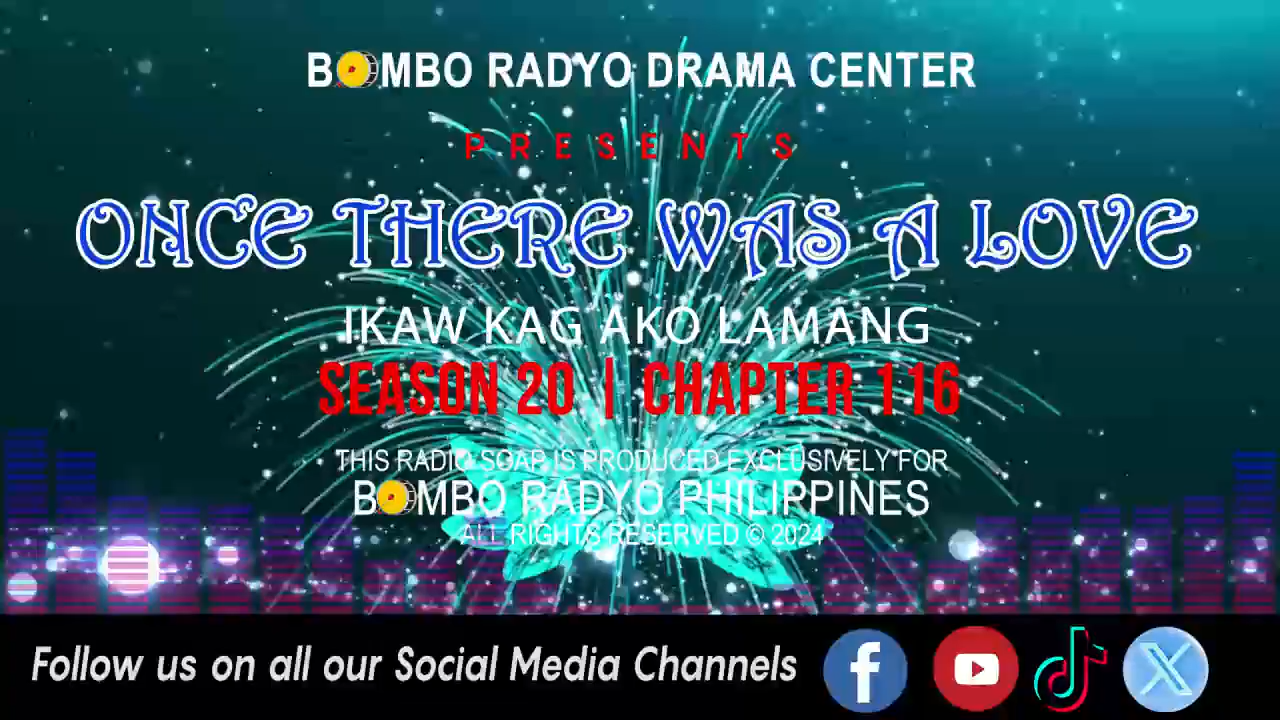 BOMBO RADYO DRAMA CENTER
PRESENTS
ONCE THERE WAS A LOVE
IKAW KAG AKO LAMANG
SEASON 20 | CHAPTER 116
THIS RADIO SOAP IS PRODUCED EXCLUSIVELY FOR
BOMBO RADYO PHILIPPINES
ALL RIGHTS RESERVED © 2024
Follow us on all our Social Media Channels